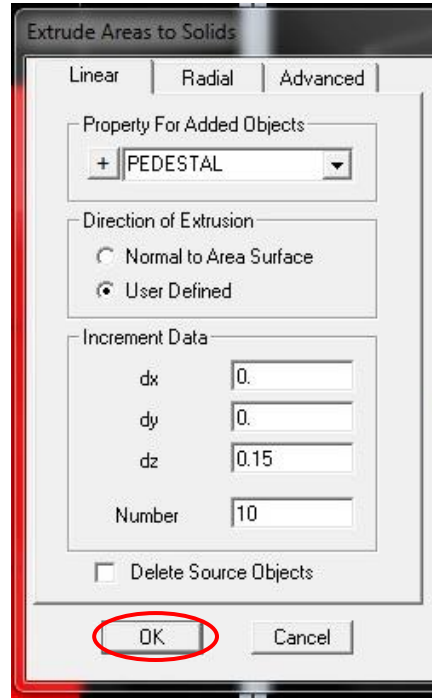 Extrude Areas to Solids
Linear Radial Advanced
Property For Added Objects
+ PEDESTAL
Direction of Extrusion
Normal to Area Surface
User Defined
Increment Data
dx 0.
dy 0.
dz 0.15
Number 10
Delete Source Objects
OK Cancel